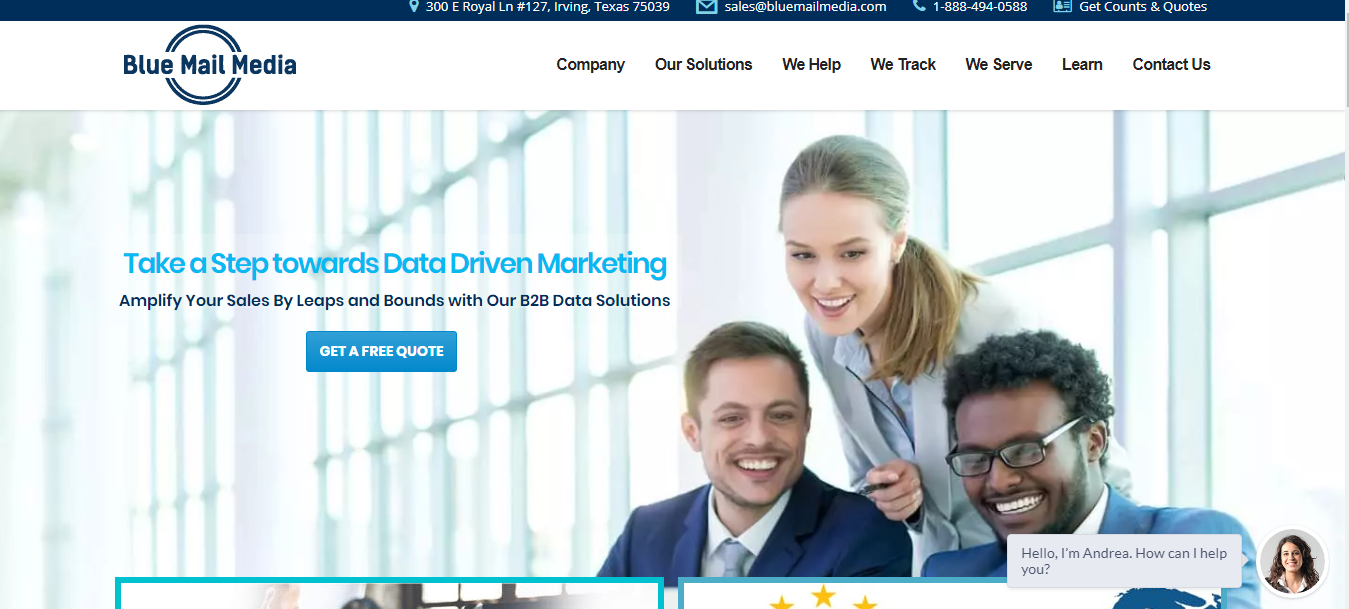 300 E Royal Ln #127, Irving, Texas 75039
sales@bluemailmedia.com
1-888-494-0588
Get Counts & Quotes
Blue Mail Media
Company
Our Solutions
We Help
We Track
We Serve
Learn
Contact Us
Take a Step towards Data Driven Marketing
Amplify Your Sales By Leaps and Bounds with Our B2B Data Solutions
GET A FREE QUOTE
Hello, I'm Andrea. How can I help
you?